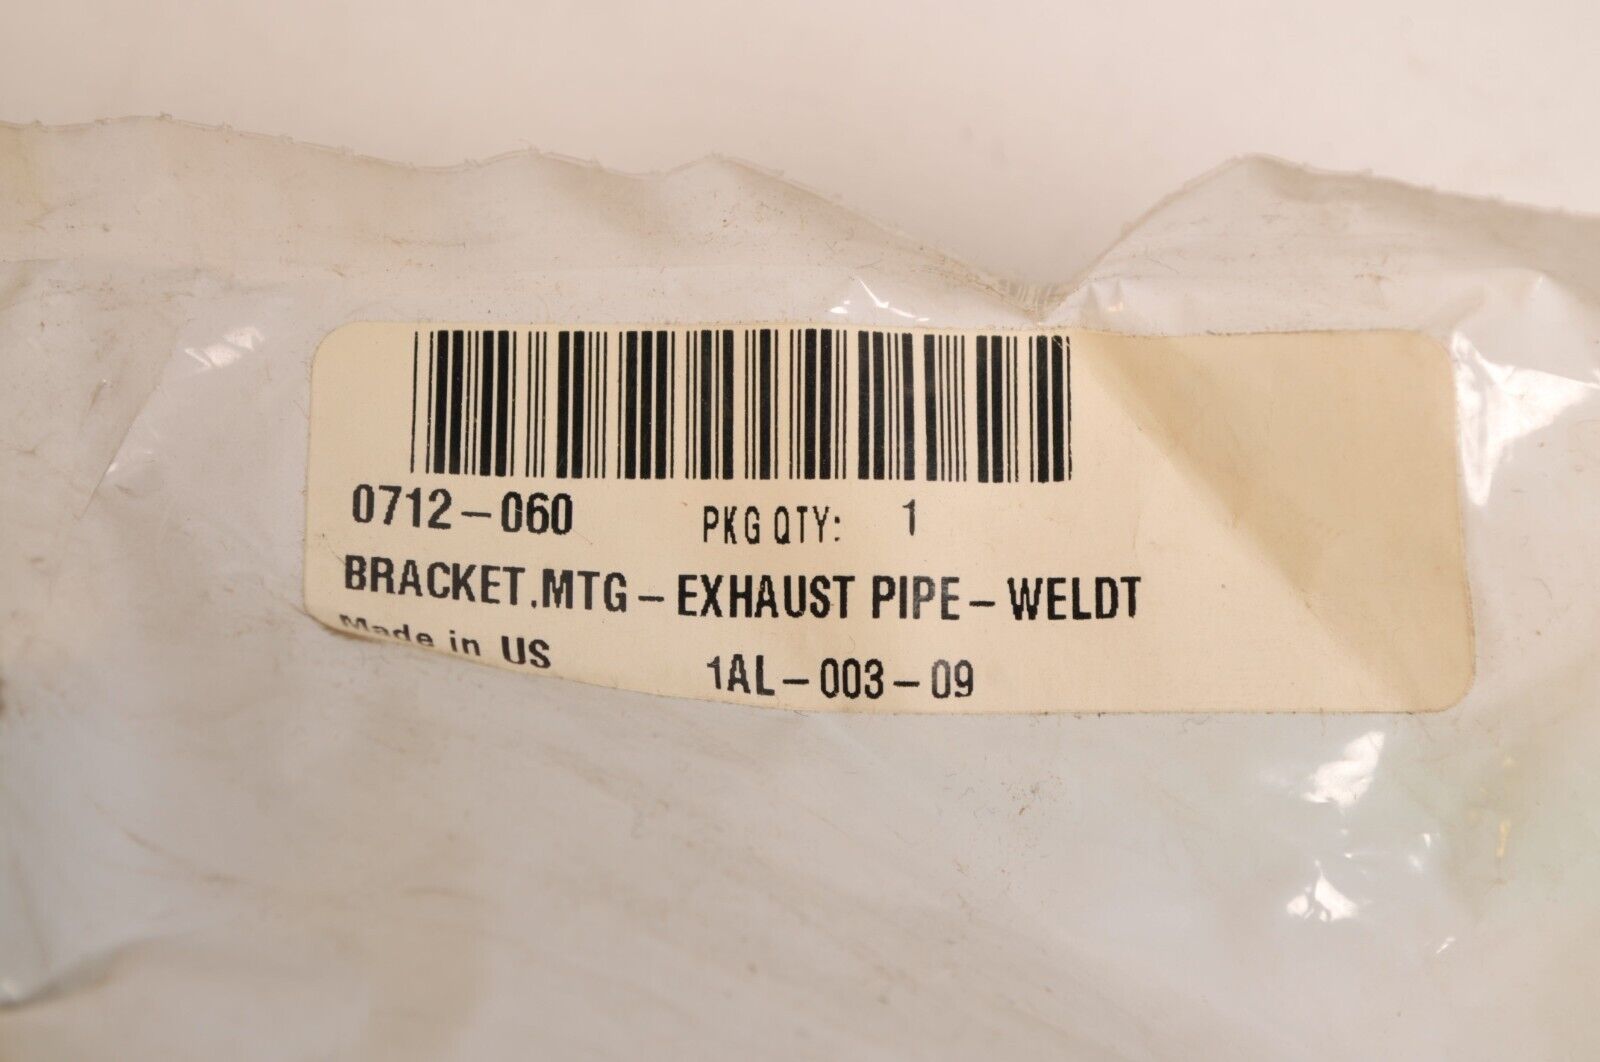 0712-060 PKG QTY: 1
BRACKET.MTG-EXHAUST PIPE-WELDT
Made in US 1AL-003-09